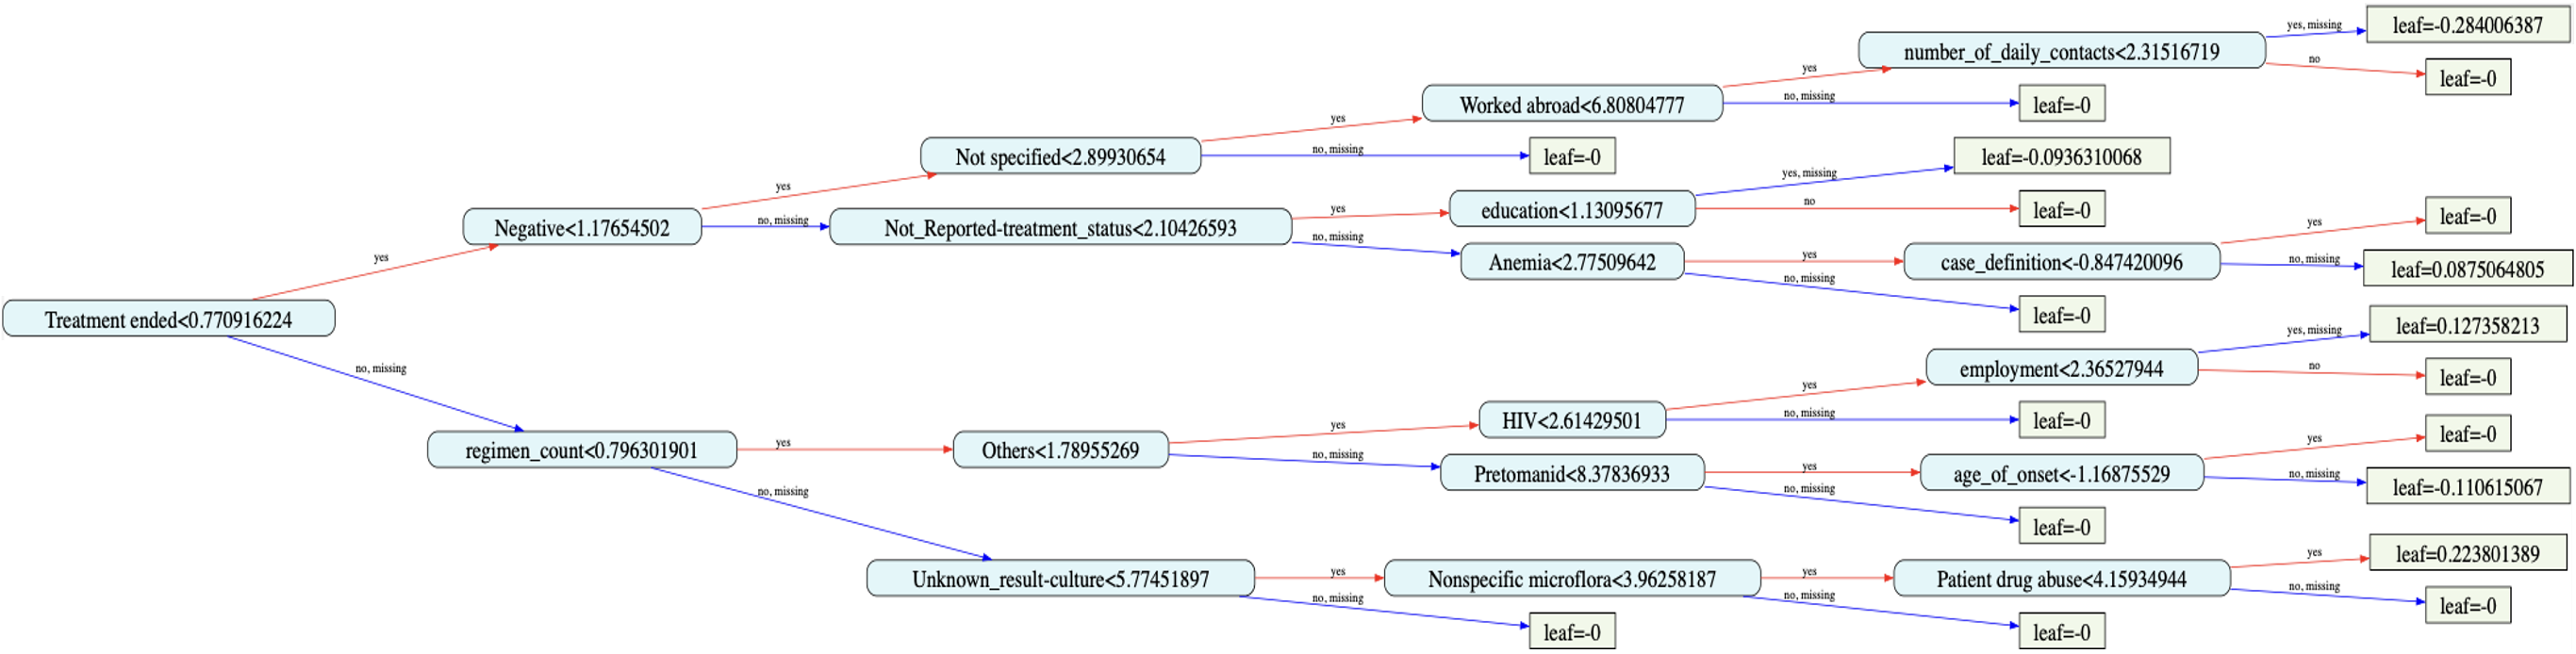 number_of_daily_contacts<2.31516719
yes, missing
leaf=-0.284006387
no
leaf=-0
Worked abroad<6.80804777
yes
no, missing
leaf=-0
Not specified<2.89930654
yes
no, missing
leaf=-0
Negative<1.17654502
yes
no, missing
Not_Reported-treatment_status<2.10426593
yes
no, missing
education<1.13095677
yes, missing
leaf=-0.0936310068
no
leaf=-0
Anemia<2.77509642
yes
no, missing
leaf=-0
case_definition<-0.847420096
yes
leaf=-0
no, missing
leaf=0.0875064805
Treatment ended<0.770916224
yes
no, missing
regimen_count<0.796301901
yes
no, missing
Others<1.78955269
yes
no, missing
HIV<2.61429501
yes
no, missing
leaf=-0
employment<2.36527944
yes, missing
leaf=0.127358213
no
leaf=-0
Pretomanid<8.37836933
yes
no, missing
leaf=-0
age_of_onset<-1.16875529
yes
leaf=-0
no, missing
leaf=-0.110615067
Unknown_result-culture<5.77451897
yes
no, missing
leaf=-0
Nonspecific microflora<3.96258187
yes
no, missing
leaf=-0
Patient drug abuse<4.15934944
yes
leaf=0.223801389
no, missing
leaf=-0